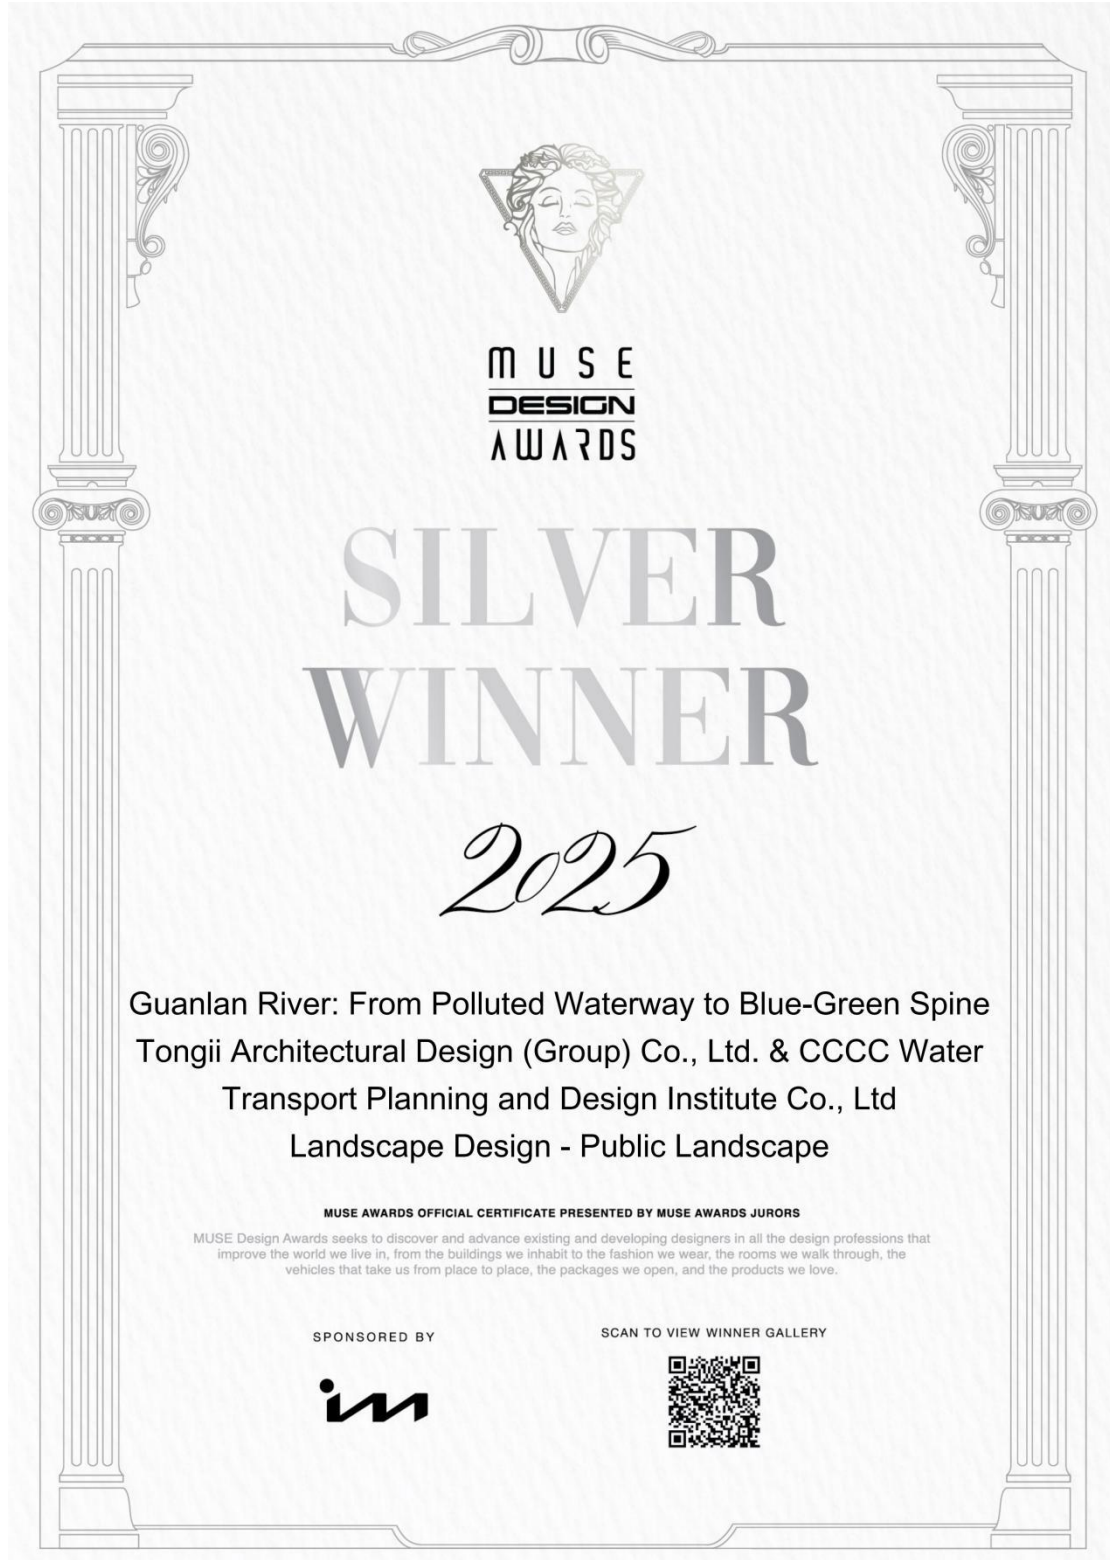 MUSE
DESIGN
AWARDS
SILVER
WINNER
2025
Guanlan River: From Polluted Waterway to Blue-Green Spine
Tongii Architectural Design (Group) Co., Ltd. & CCCC Water
Transport Planning and Design Institute Co., Ltd
Landscape Design - Public Landscape
MUSE AWARDS OFFICIAL CERTIFICATE PRESENTED BY MUSE AWARDS JURORS
MUSE Design Awards seeks to discover and advance existing and developing designers in all the design professions that
improve the world we live in, from the buildings we inhabit to the fashion we wear, the rooms we walk through, the
vehicles that take us from place to place, the packages we open, and the products we love.
SPONSORED BY
SCAN TO VIEW WINNER GALLERY
im